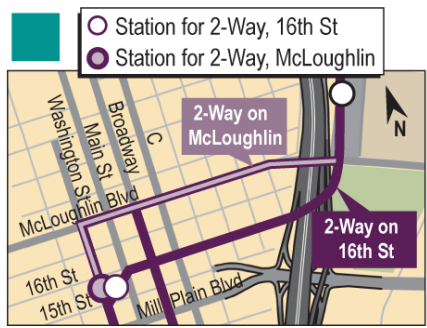 Station for 2-Way, 16th St
Station for 2-Way, McLoughlin
2-Way on
McLoughlin
N
Washington St
Main St
Broadway
C
McLoughlin Blvd
2-Way on
16th St
16th St
15th St
Mill Plain Blvd